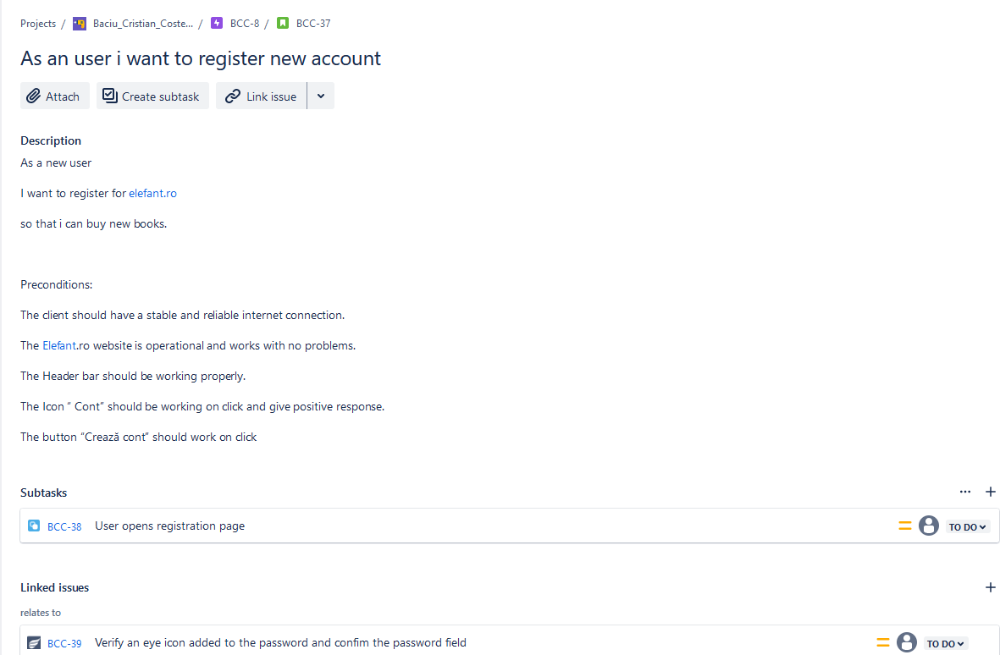 Projects / Baciu_Cristian_Coste... / BCC-8 / BCC-37
As an user i want to register new account
Attach Create subtask Link issue
Description
As a new user
I want to register for elefant.ro
so that i can buy new books.
Preconditions:
The client should have a stable and reliable internet connection.
The Elefant.ro website is operational and works with no problems.
The Header bar should be working properly.
The Icon “ Cont” should be working on click and give positive response.
The button “Crează cont” should work on click
Subtasks
BCC-38 User opens registration page TO DO
Linked issues
relates to
BCC-39 Verify an eye icon added to the password and confim the password field TO DO